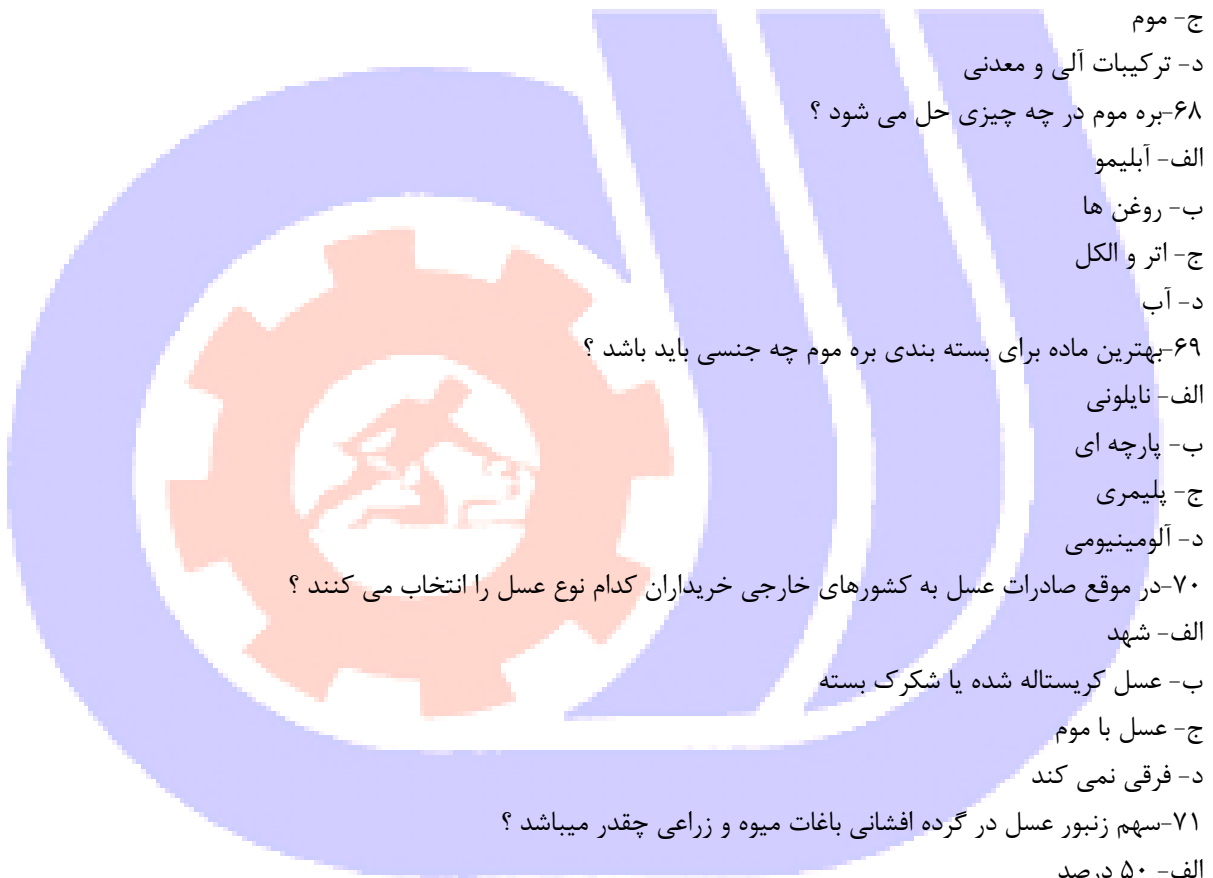 ج- موم
د- ترکیبات آلی و معدنی
۶۸-بره موم در چه چیزی حل می شود ؟
الف- آبلیمو
ب- روغن ها
ج- اتر و الکل
د- آب
۶۹-بهترین ماده برای بسته بندی بره موم چه جنسی باید باشد ؟
الف- نایلونی
ب- پارچه ای
ج- پلیمری
د- آلومینیومی
۷۰-در موقع صادرات عسل به کشورهای خارجی خریداران کدام نوع عسل را انتخاب می کنند ؟
الف- شهد
ب- عسل کریستاله شده یا شکرک بسته
ج- عسل با موم
د- فرقی نمی کند
۷۱-سهم زنبور عسل در گرده افشانی باغات میوه و زراعی چقدر میباشد ؟
الف- ۵۰ درصد